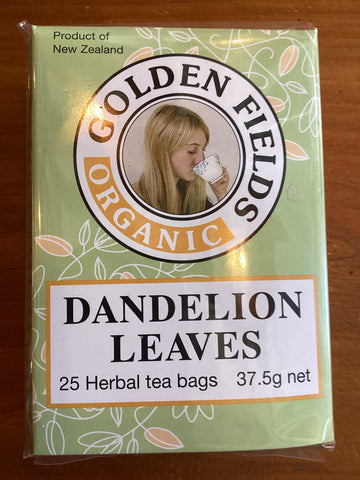 Product of
New Zealand
GOLDEN FIELDS
ORGANIC
DANDELION
LEAVES
25 Herbal tea bags 37.5g net